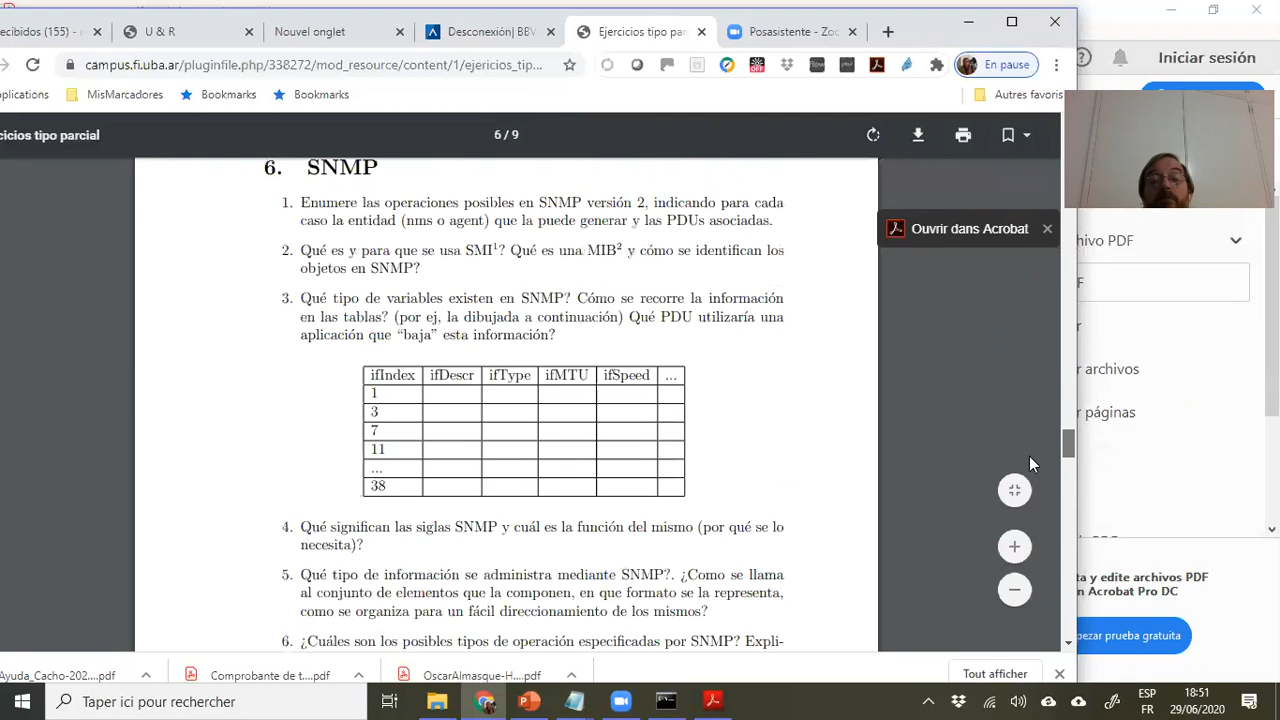 ecibidos (155) - e
U & R
Nouvel onglet
Desconexión| BBV
Ejercicios tipo par
Posasistente - Zoo
campus.fi.uba.ar/pluginfile.php/338272/mod_resource/content/1/ejericios_tip...
En pause
Iniciar sesión
plications
MisMarcadores
Bookmarks
Bookmarks
Autres favoris
cicios tipo parcial
6 / 9
6. SNMP
1. Enumere las operaciones posibles en SNMP versión 2, indicando para cada
caso la entidad (nms o agent) que la puede generar y las PDUs asociadas.
Ouvrir dans Acrobat
hivo PDF
2. Qué es y para que se usa SMI¹? Qué es una MIB² y cómo se identifican los
objetos en SNMP?
F
3. Qué tipo de variables existen en SNMP? Cómo se recorre la información
en las tablas? (por ej, la dibujada a continuación) Qué PDU utilizaría una
aplicación que “baja” esta información?
r
r archivos
r páginas
ifIndex ifDescr ifType ifMTU ifSpeed ...
1
3
7
11
...
38
4. Qué significan las siglas SNMP y cuál es la función del mismo (por qué se lo
necesita)?
5. Qué tipo de información se administra mediante SNMP?. ¿Como se llama
al conjunto de elementos que la componen, en que formato se la representa,
como se organiza para un fácil direccionamiento de los mismos?
ta y edite archivos PDF
n Acrobat Pro DC
pezar prueba gratuita
6. ¿Cuáles son los posibles tipos de operación especificadas por SNMP? Expli-
Ayuda_Cacho-202....pdf
Comprobante de t....pdf
OscarAlmasque-H....pdf
Tout afficher
Taper ici pour rechercher
ESP
FR
18:51
29/06/2020